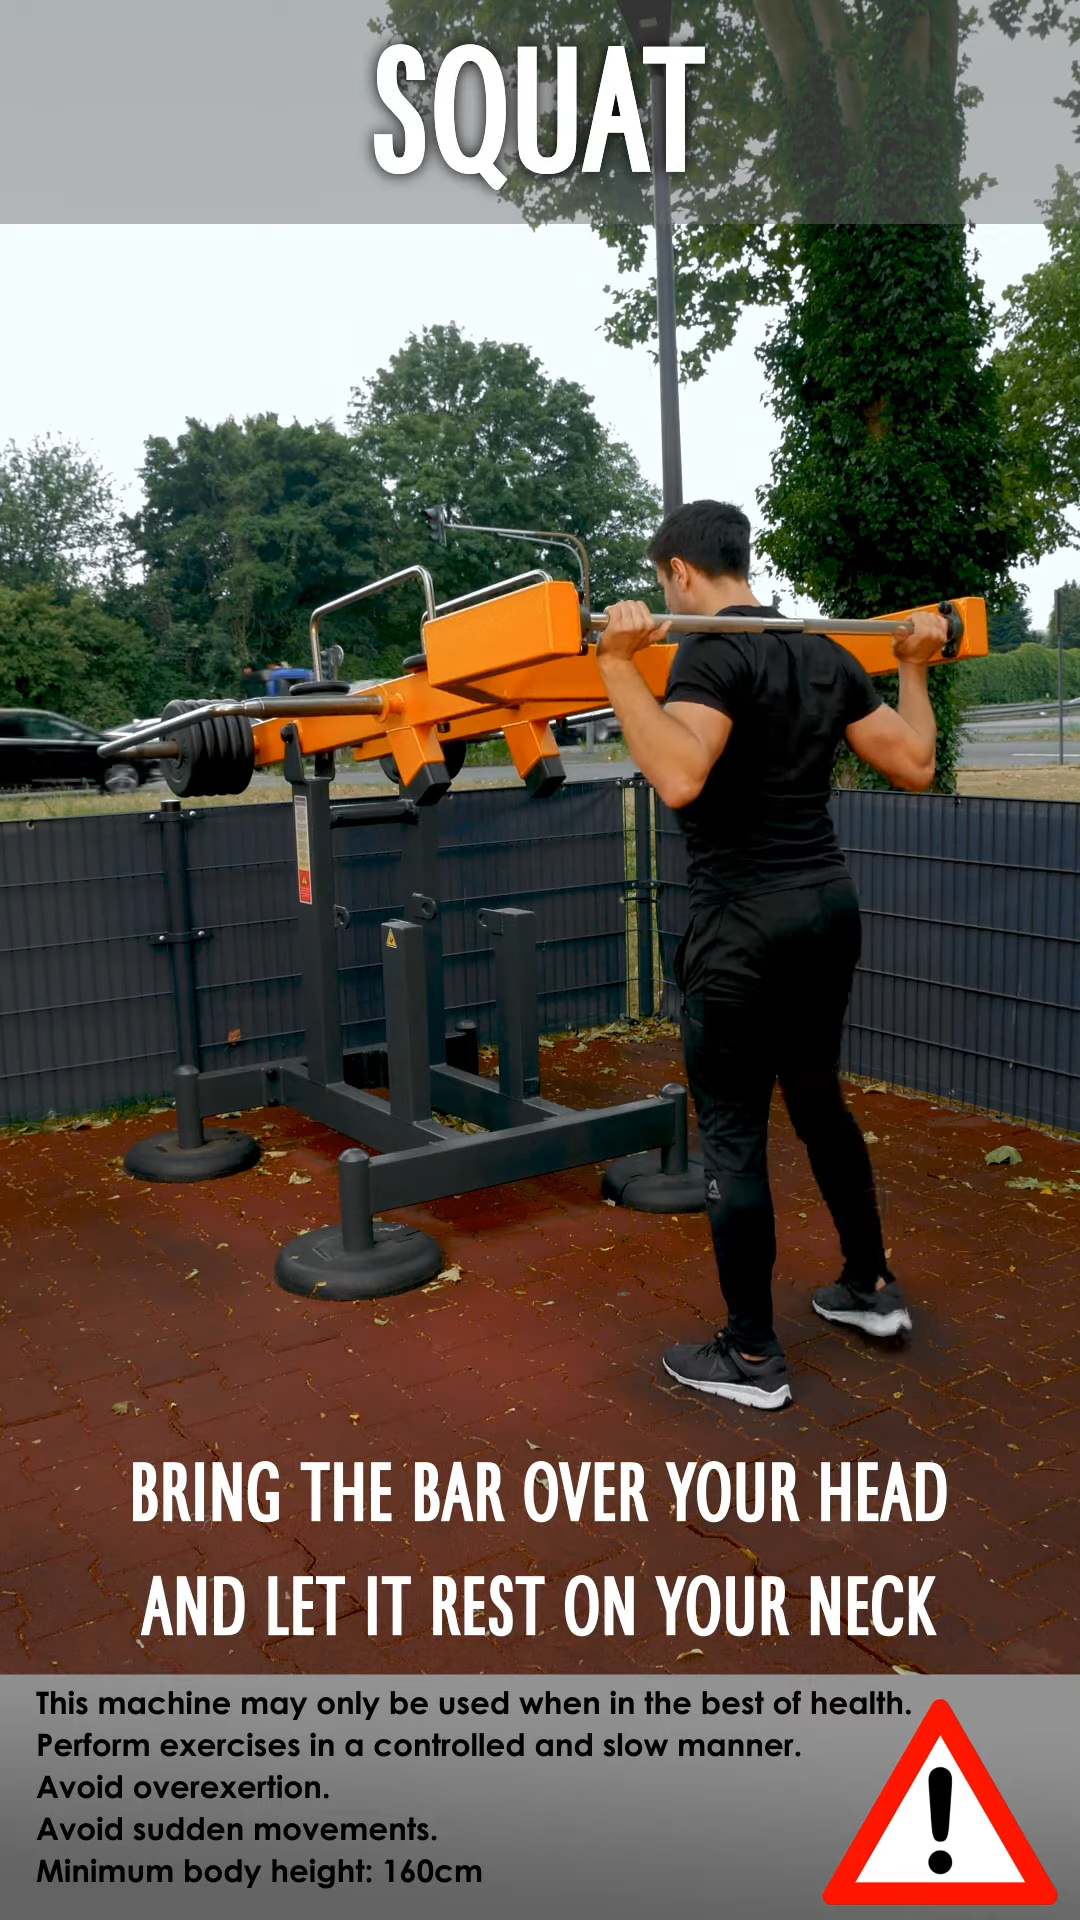 SQUAT
BRING THE BAR OVER YOUR HEAD
AND LET IT REST ON YOUR NECK
This machine may only be used when in the best of health.
Perform exercises in a controlled and slow manner.
Avoid overexertion.
Avoid sudden movements.
Minimum body height: 160cm